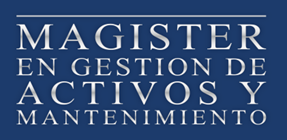 MAGISTER
EN GESTION DE
ACTIVOS Y
MANTENIMIENTO